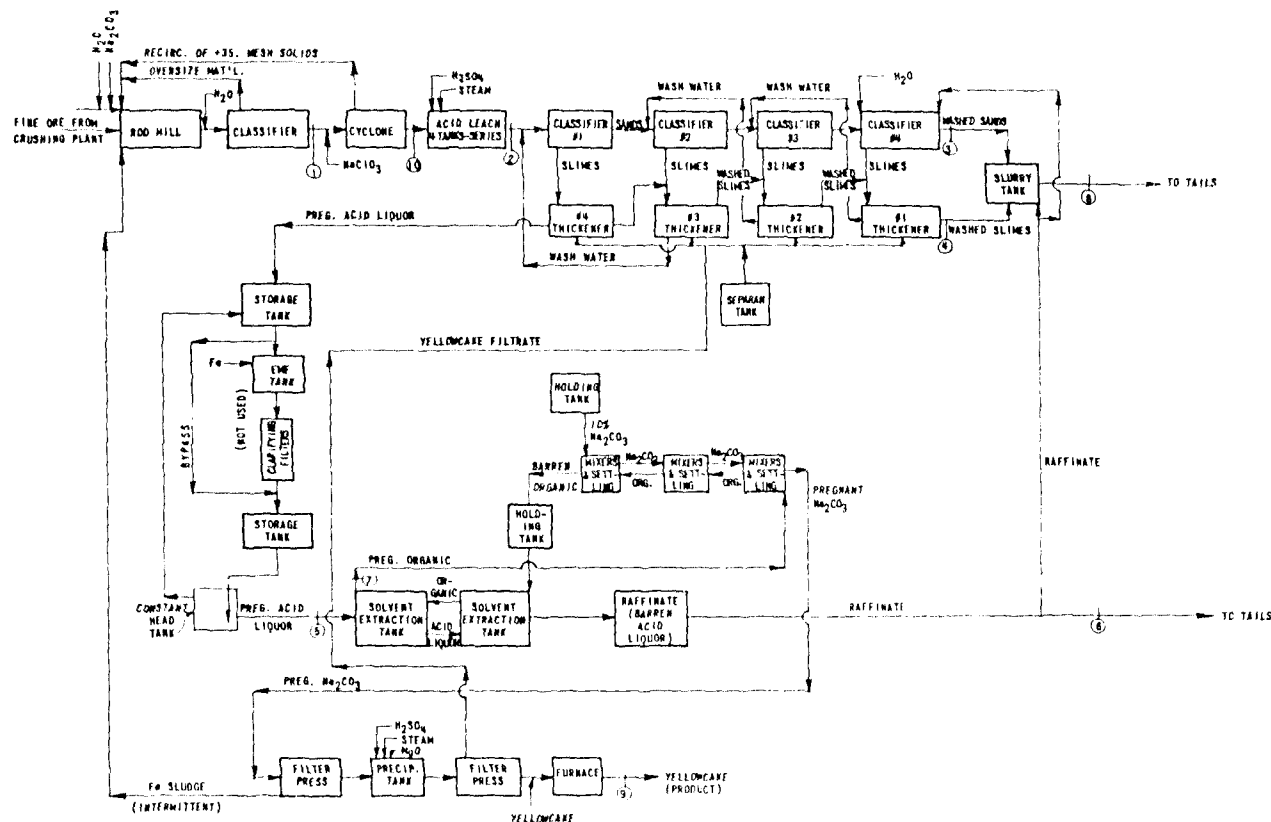 H2O
Na2CO3
RECIRC. OF +35. MESH SOLIDS
OVERSIZE MAT'L.
H2O
FINE ORE FROM
CRUSHING PLANT
ROD MILL
CLASSIFIER
1
NaClO3
CYCLONE
10
H2SO4
STEAM
ACID LEACH
4-TANKS-SERIES
2
CLASSIFIER
#1
SANDS
WASH WATER
CLASSIFIER
#2
WASH WATER
CLASSIFIER
#3
H2O
CLASSIFIER
#4
WASHED SANDS
3
SLIMES
SLIMES
SLIMES
SLIMES
WASHED
SLIMES
WASHED
SLIMES
SLURRY
TANK
8
TO TAILS
PREG. ACID LIQUOR
#4
THICKENER
#3
THICKENER
#2
THICKENER
#1
THICKENER
4
WASHED SLIMES
WASH WATER
SEPARAN
TANK
STORAGE
TANK
YELLOWCAKE FILTRATE
Fe
EMF
TANK
BYPASS
(NOT USED)
CLARIFYING
FILTERS
STORAGE
TANK
HOLDING
TANK
10%
Na2CO3
BARREN
ORGANIC
MIXERS
& SETT-
LING
Na2CO3
ORG.
MIXERS
& SETT-
LING
Na2CO3
ORG.
MIXERS
& SETT-
LING
PREGNANT
Na2CO3
RAFFINATE
HOLD-
ING
TANK
PREG. ORGANIC
(7)
OR-
GANIC
CONSTANT
HEAD
TANK
PREG. ACID
LIQUOR
5
SOLVENT
EXTRACTION
TANK
ACID
LIQUOR
SOLVENT
EXTRACTION
TANK
RAFFINATE
(BARREN
ACID
LIQUOR)
RAFFINATE
6
TO TAILS
PREG. Na2CO3
H2SO4
STEAM
MgO
FILTER
PRESS
PRECIP.
TANK
FILTER
PRESS
FURNACE
9
YELLOWCAKE
(PRODUCT)
Fe SLUDGE
(INTERMITTENT)
YELLOWCAKE